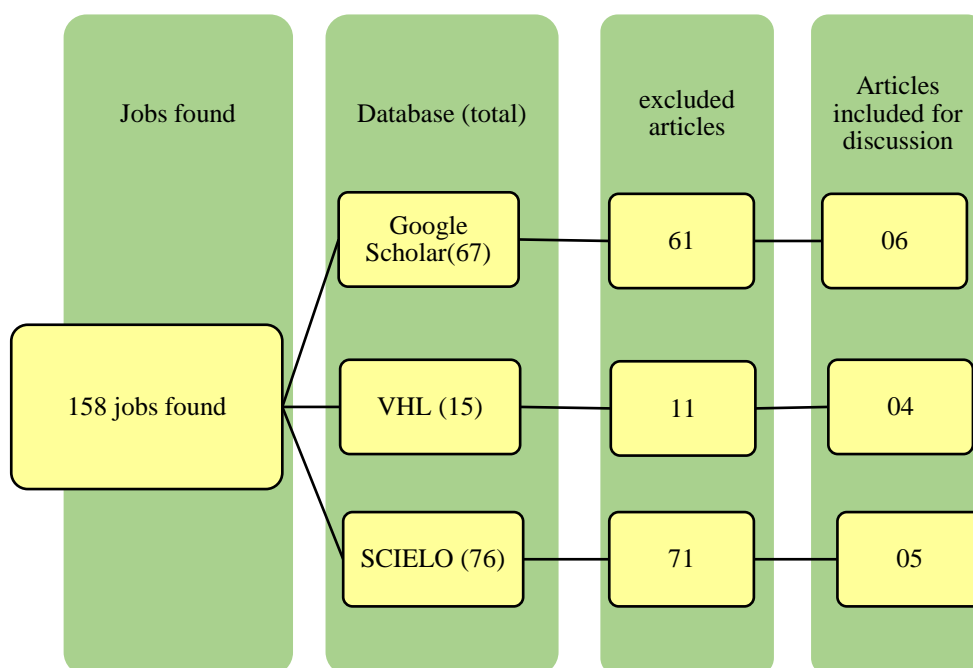 Jobs found
Database (total)
excluded
articles
Articles
included for
discussion
158 jobs found
Google
Scholar(67)
61
06
VHL (15)
11
04
SCIELO (76)
71
05